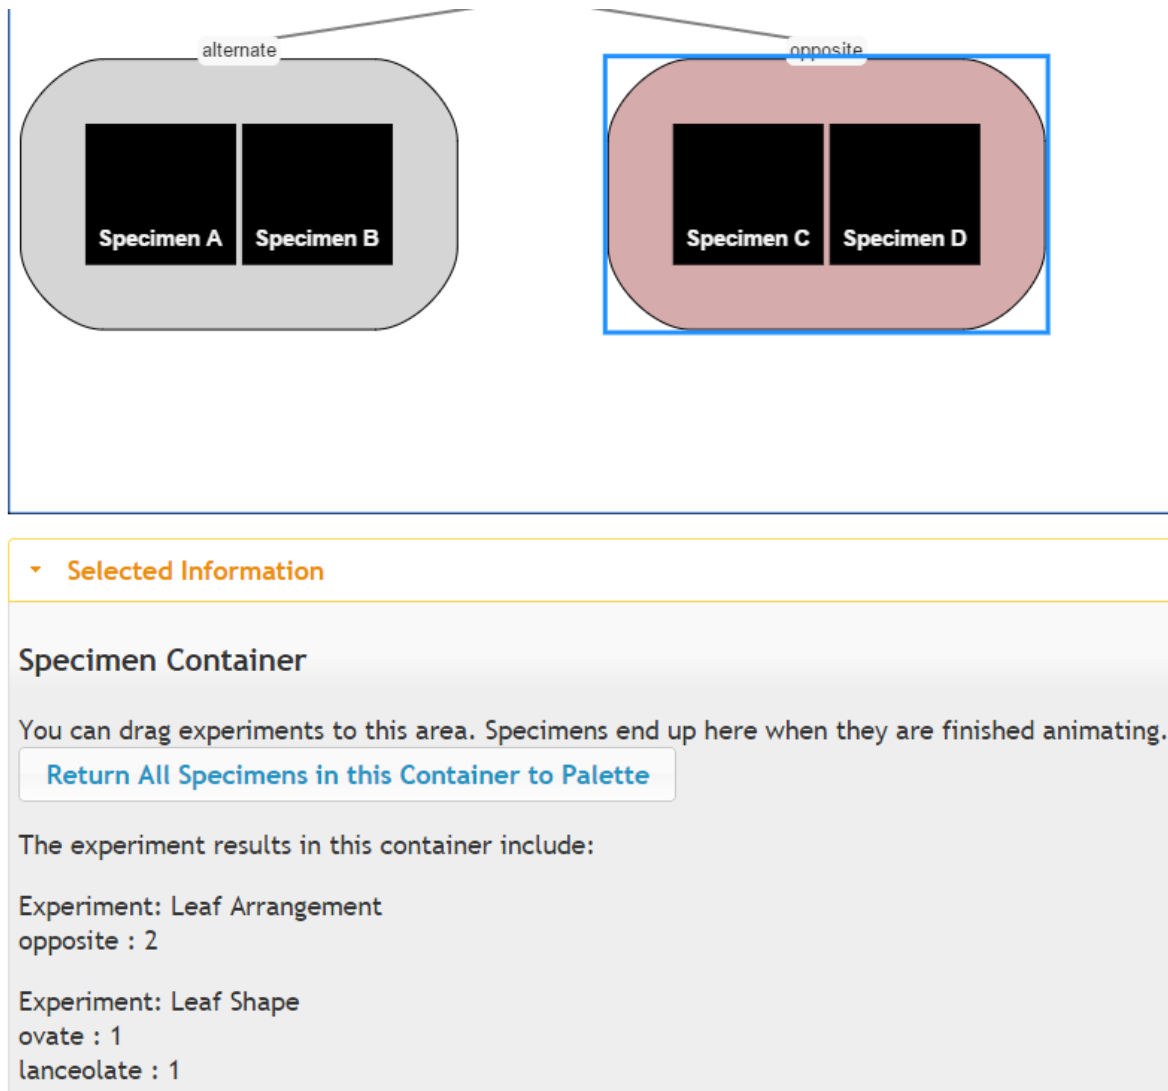 alternate
opposite
Specimen A
Specimen B
Specimen C
Specimen D
Selected Information
Specimen Container
You can drag experiments to this area. Specimens end up here when they are finished animating.
Return All Specimens in this Container to Palette
The experiment results in this container include:
Experiment: Leaf Arrangement
opposite : 2
Experiment: Leaf Shape
ovate : 1
lanceolate : 1